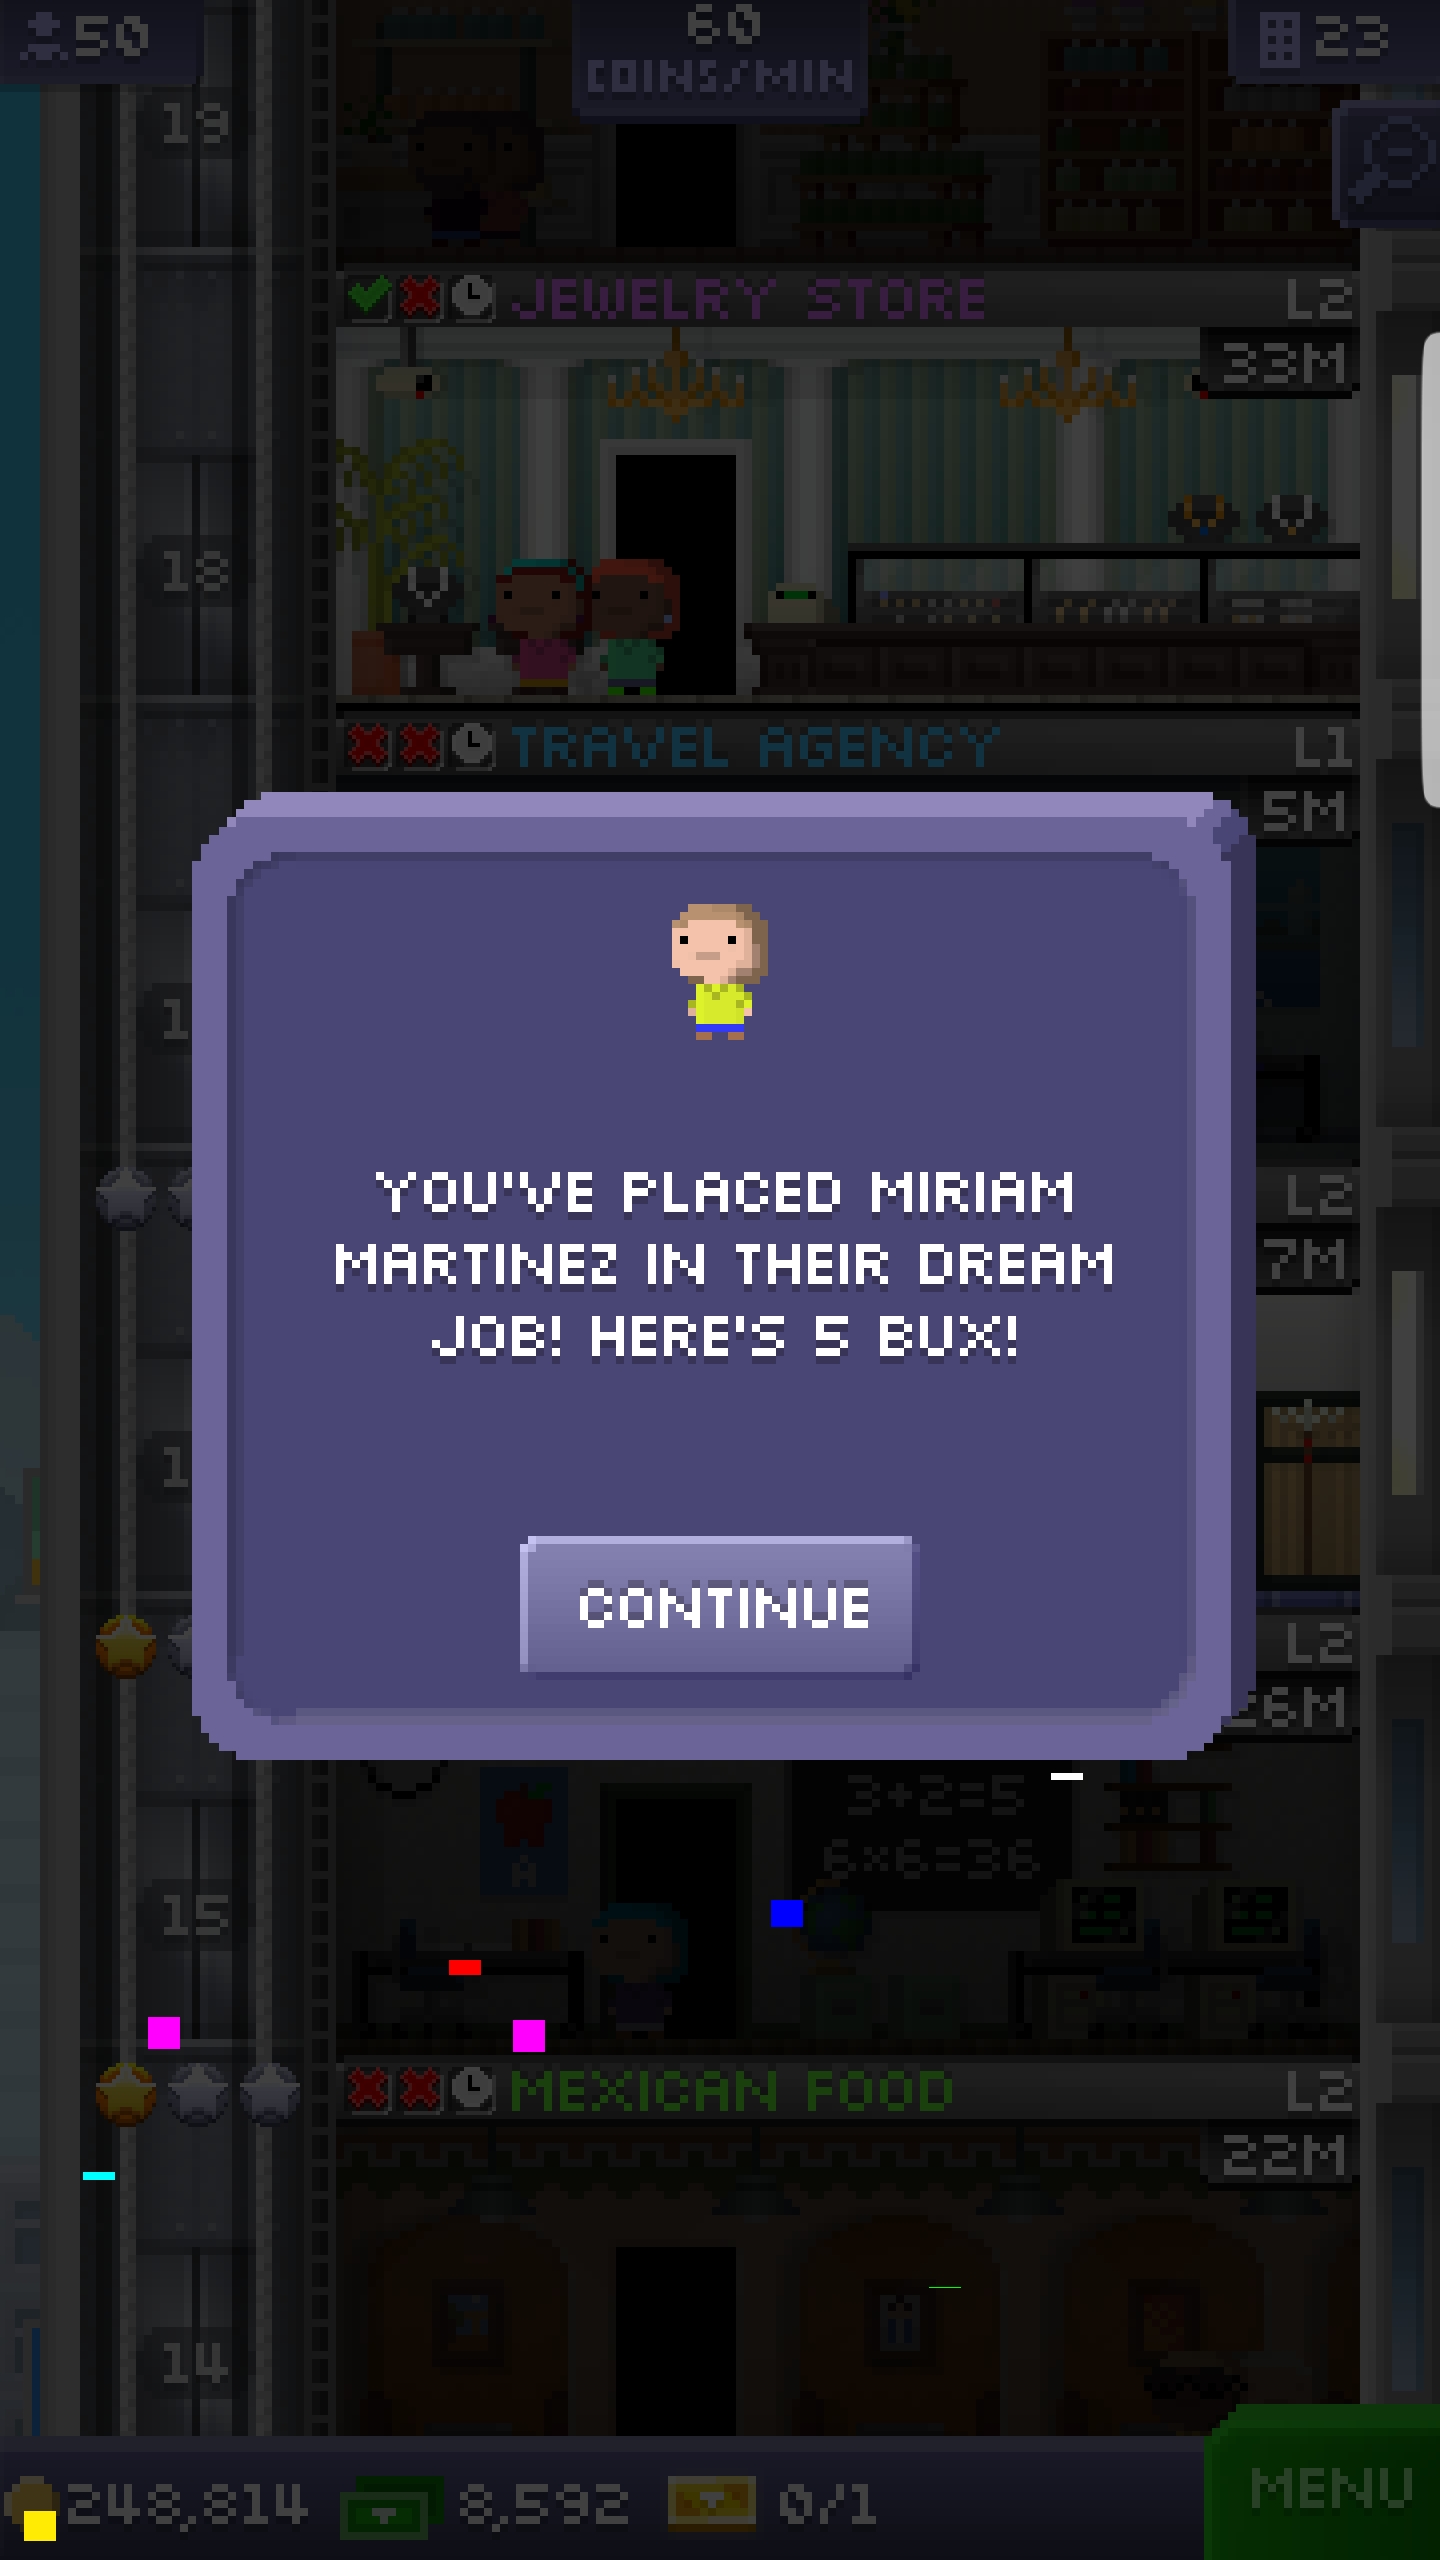 50
60
COINS/MIN
23
19
JEWELRY STORE L2
33M
18
TRAVEL AGENCY L1
5M
YOU'VE PLACED MIRIAM
MARTINEZ IN THEIR DREAM
JOB! HERE'S 5 BUX!
L2
7M
CONTINUE
L2
26M
3+2=5
A
6×6=36
15
MEXICAN FOOD L2
22M
14
248,814
8,592
0/1
MENU